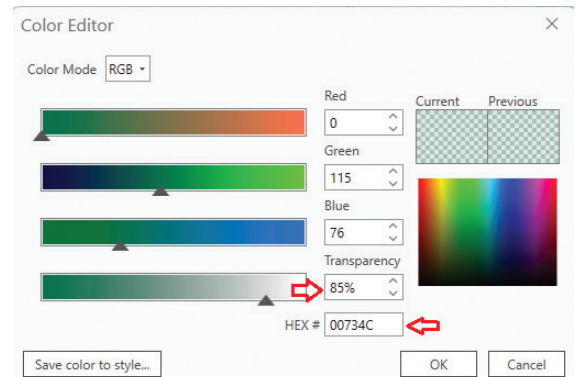 Color Editor
Color Mode RGB
Red
0
Current Previous
Green
115
Blue
76
Transparency
85%
HEX # 00734C
Save color to style...
OK Cancel